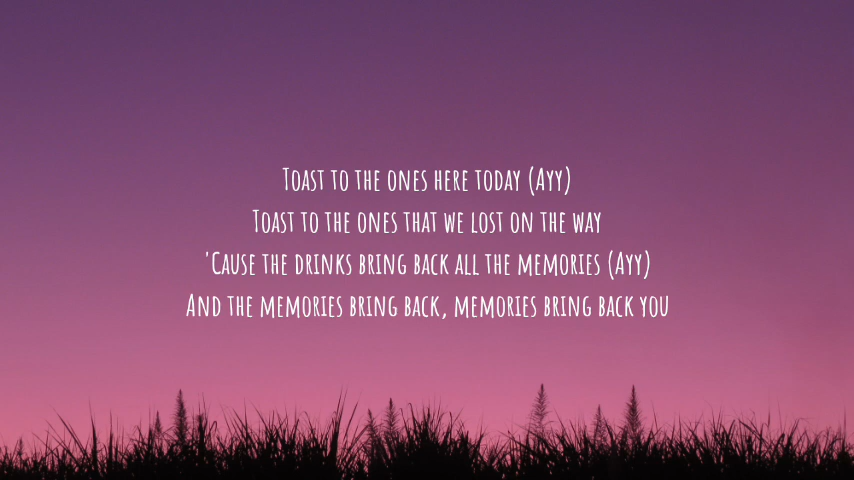 Toast to the ones here today (Ayy)
Toast to the ones that we lost on the way
'Cause the drinks bring back all the memories (Ayy)
And the memories bring back, memories bring back you